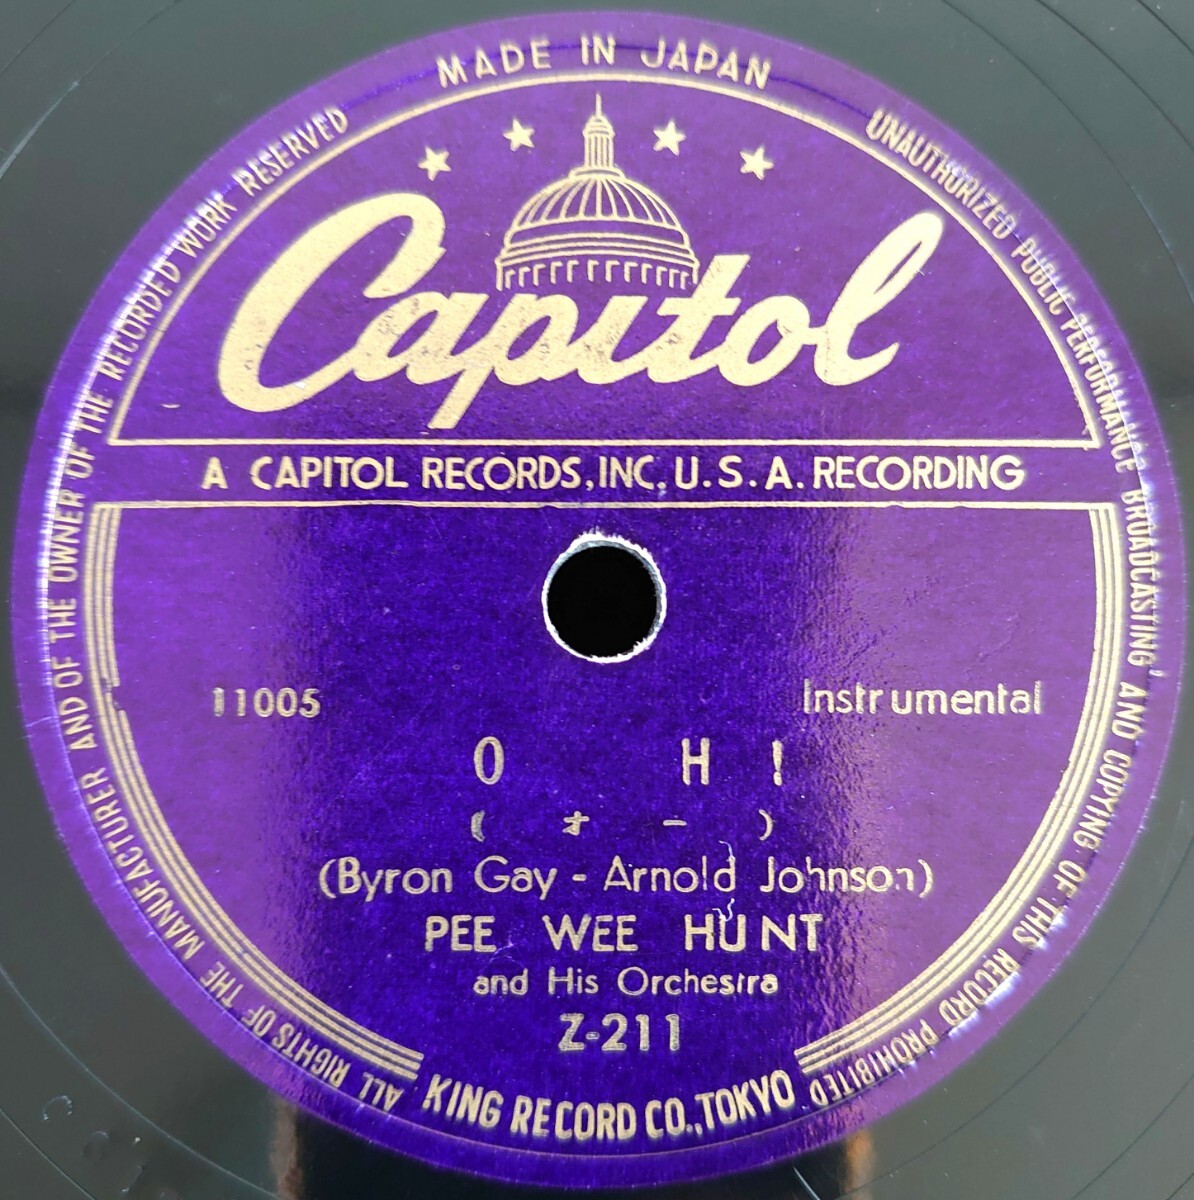 MADE IN JAPAN
UNAUTHORIZED PUBLIC PERFORMANCE BROADCASTING AND COPYING OF THIS RECORD PROHIBITED
ALL RIGHTS OF THE MANUFACTURER AND OF THE OWNER OF THE RECORDED WORK RESERVED
Capitol
A CAPITOL RECORDS, INC. U.S.A. RECORDING
11005
Instrumental
OH!
(オー)
(Byron Gay - Arnold Johnson)
PEE WEE HUNT
and His Orchestra
Z-211
KING RECORD CO., TOKYO